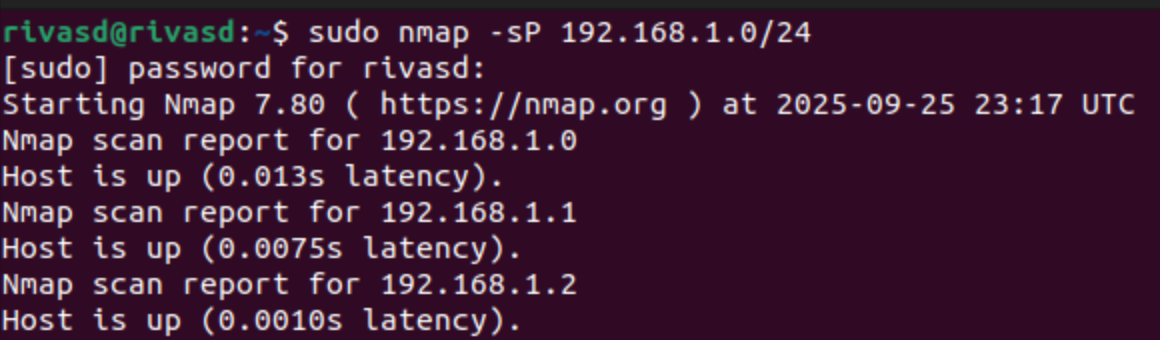 rivasd@rivasd:~$ sudo nmap -sP 192.168.1.0/24
[sudo] password for rivasd:
Starting Nmap 7.80 ( https://nmap.org ) at 2025-09-25 23:17 UTC
Nmap scan report for 192.168.1.0
Host is up (0.013s latency).
Nmap scan report for 192.168.1.1
Host is up (0.0075s latency).
Nmap scan report for 192.168.1.2
Host is up (0.0010s latency).